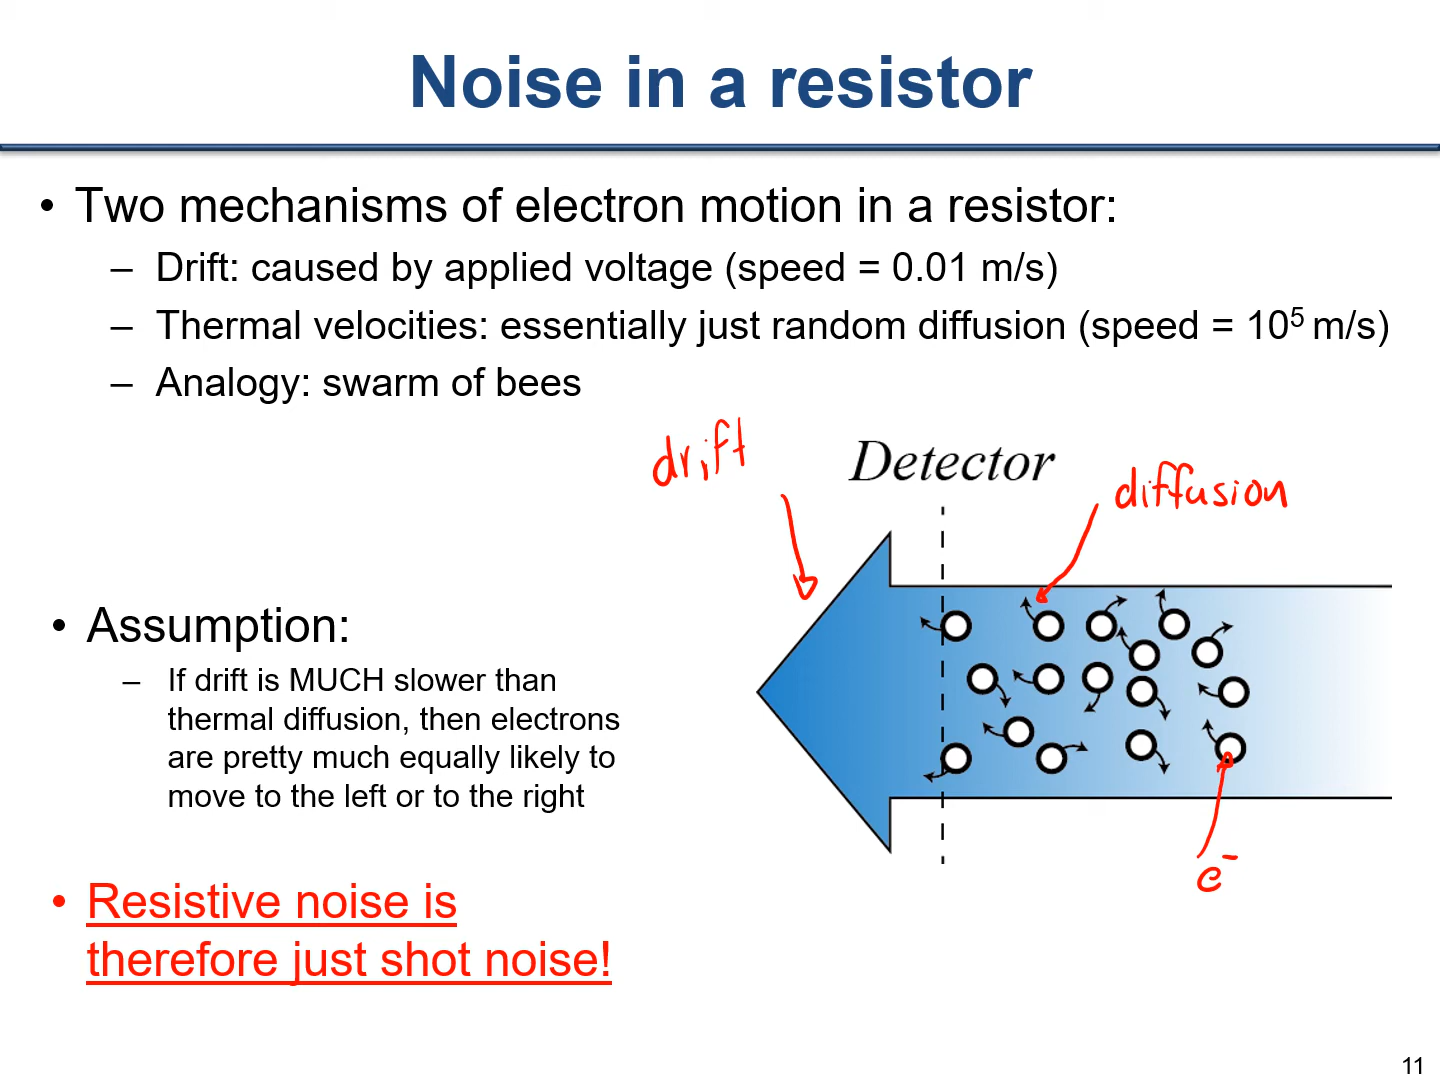 Noise in a resistor
• Two mechanisms of electron motion in a resistor:
– Drift: caused by applied voltage (speed = 0.01 m/s)
– Thermal velocities: essentially just random diffusion (speed = 10⁵ m/s)
– Analogy: swarm of bees
drift
Detector
diffusion
• Assumption:
– If drift is MUCH slower than
thermal diffusion, then electrons
are pretty much equally likely to
move to the left or to the right
e⁻
• Resistive noise is
therefore just shot noise!
11